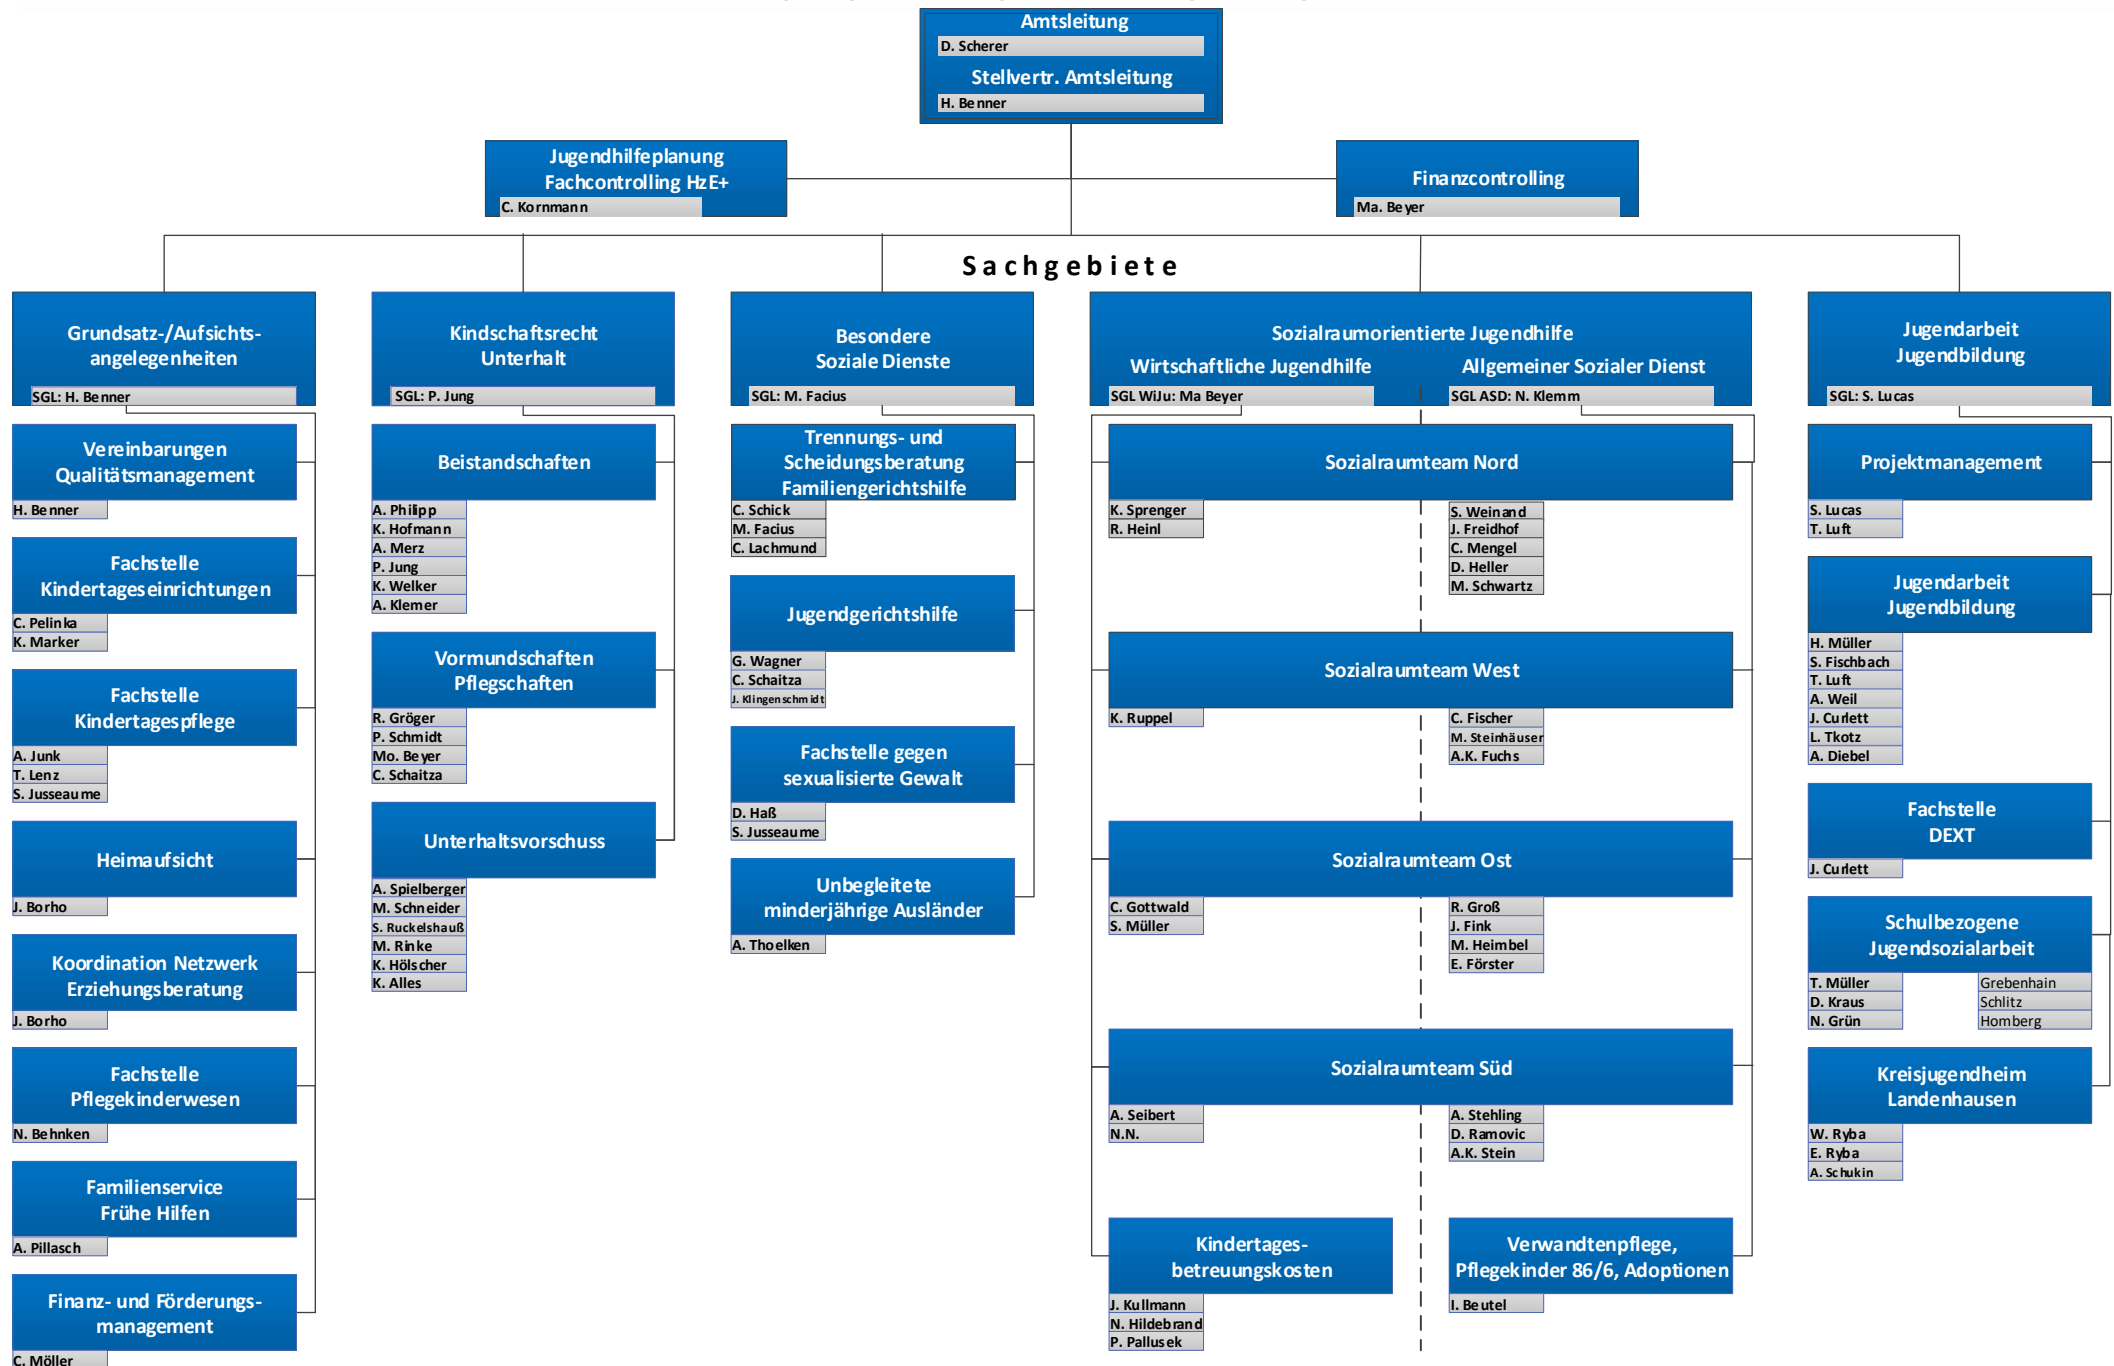 Amtsleitung
D. Scherer
Stellvertr. Amtsleitung
H. Benner
Jugendhilfeplanung
Fachcontrolling HzE+
C. Kornmann
Finanzcontrolling
Ma. Beyer
Sachgebiete
Grundsatz-/Aufsichts-
angelegenheiten
SGL: H. Benner
Vereinbarungen
Qualitätsmanagement
H. Benner
Fachstelle
Kindertageseinrichtungen
C. Pelinka
K. Marker
Fachstelle
Kindertagespflege
A. Junk
T. Lenz
S. Jusseaume
Heimaufsicht
J. Borho
Koordination Netzwerk
Erziehungsberatung
J. Borho
Fachstelle
Pflegekinderwesen
N. Behnken
Familienservice
Frühe Hilfen
A. Pillasch
Finanz- und Förderungs-
management
C. Möller
Kindschaftsrecht
Unterhalt
SGL: P. Jung
Beistandschaften
A. Philipp
K. Hofmann
A. Merz
P. Jung
K. Welker
A. Klemer
Vormundschaften
Pflegschaften
R. Gröger
P. Schmidt
Mo. Beyer
C. Schaitza
Unterhaltsvorschuss
A. Spielberger
M. Schneider
S. Ruckelshauß
M. Rinke
K. Hölscher
K. Alles
Besondere
Soziale Dienste
SGL: M. Facius
Trennungs- und
Scheidungsberatung
Familiengerichtshilfe
C. Schick
M. Facius
C. Lachmund
Jugendgerichtshilfe
G. Wagner
C. Schaitza
J. Klingenschmidt
Fachstelle gegen
sexualisierte Gewalt
D. Haß
S. Jusseaume
Unbegleitete
minderjährige Ausländer
A. Thoelken
Sozialraumorientierte Jugendhilfe
Wirtschaftliche Jugendhilfe
SGL WiJu: Ma Beyer
Allgemeiner Sozialer Dienst
SGL ASD: N. Klemm
Sozialraumteam Nord
K. Sprenger
R. Heinl
S. Weinand
J. Freidhof
C. Mengel
D. Heller
M. Schwartz
Sozialraumteam West
K. Ruppel
C. Fischer
M. Steinhäuser
A.K. Fuchs
Sozialraumteam Ost
C. Gottwald
S. Müller
R. Groß
J. Fink
M. Heimbel
E. Förster
Sozialraumteam Süd
A. Seibert
N.N.
A. Stehling
D. Ramovic
A.K. Stein
Kindertages-
betreuungskosten
J. Kullmann
N. Hildebrand
P. Pallusek
Verwandtenpflege,
Pflegekinder 86/6, Adoptionen
I. Beutel
Jugendarbeit
Jugendbildung
SGL: S. Lucas
Projektmanagement
S. Lucas
T. Luft
Jugendarbeit
Jugendbildung
H. Müller
S. Fischbach
T. Luft
A. Weil
J. Curlett
L. Tkotz
A. Diebel
Fachstelle
DEXT
J. Curlett
Schulbezogene
Jugendsozialarbeit
T. Müller Grebenhain
D. Kraus Schlitz
N. Grün Homberg
Kreisjugendheim
Landenhausen
W. Ryba
E. Ryba
A. Schukin